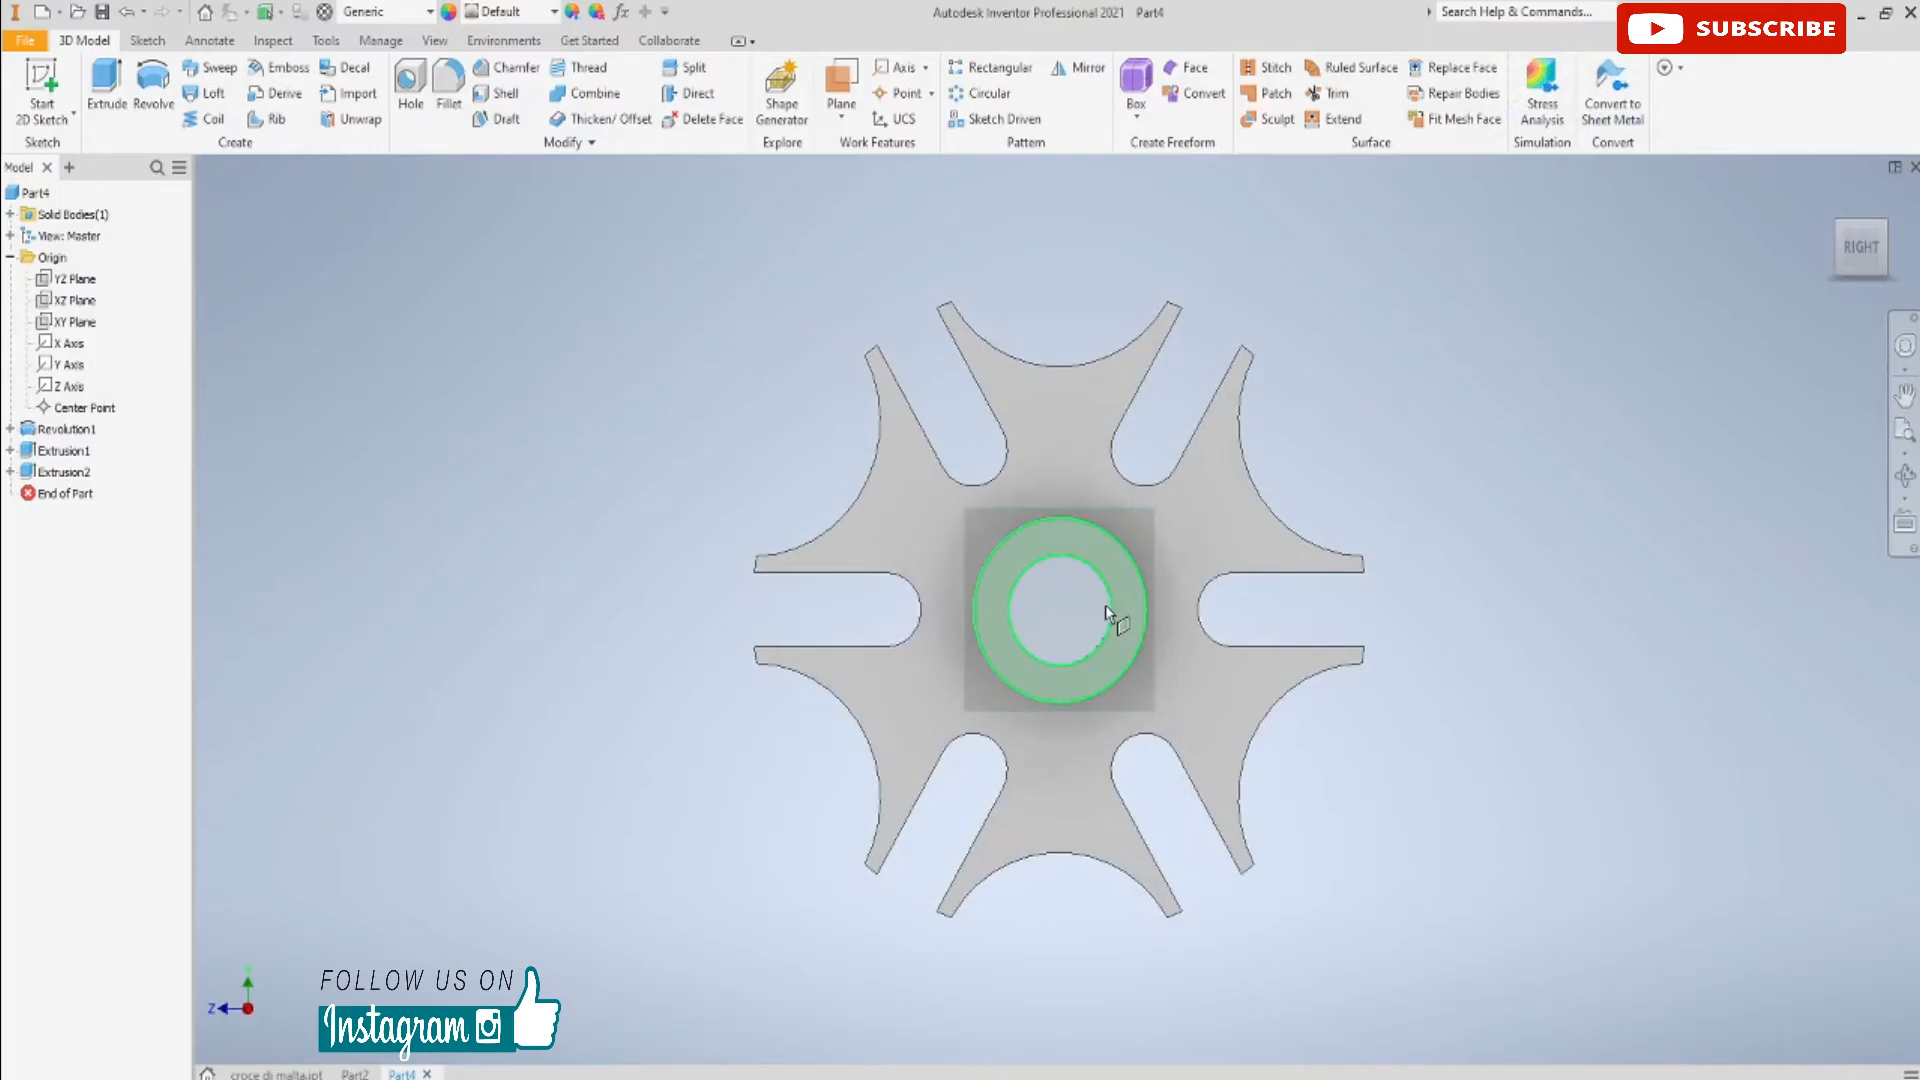 Generic
Default
Autodesk Inventor Professional 2021 Part4
Search Help & Commands...
SUBSCRIBE
File 3D Model Sketch Annotate Inspect Tools Manage View Environments Get Started Collaborate
Start
2D Sketch
Sketch
Extrude
Revolve
Sweep
Loft
Coil
Emboss
Derive
Rib
Decal
Import
Unwrap
Create
Hole
Fillet
Chamfer
Shell
Draft
Thread
Combine
Thicken/ Offset
Split
Direct
Delete Face
Modify
Shape
Generator
Explore
Plane
Axis
Point
UCS
Work Features
Rectangular
Circular
Sketch Driven
Mirror
Pattern
Box
Face
Convert
Create Freeform
Stitch
Patch
Sculpt
Ruled Surface
Trim
Extend
Replace Face
Repair Bodies
Fit Mesh Face
Surface
Stress
Analysis
Simulation
Convert to
Sheet Metal
Convert
Model
Part4
Solid Bodies(1)
View: Master
Origin
YZ Plane
XZ Plane
XY Plane
X Axis
Y Axis
Z Axis
Center Point
Revolution1
Extrusion1
Extrusion2
End of Part
RIGHT
Z
FOLLOW US ON
Instagram
croce di malta.ipt Part2 Part4